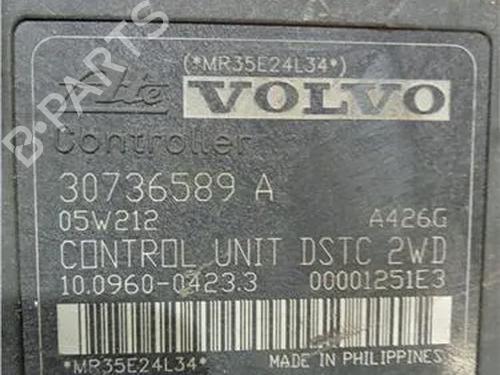 (*MR35E24L34*)
Ate VOLVO
Controller
30736589 A
05W212 A426G
CONTROL UNIT DSTC 2WD
10.0960-0423.3 00001251E3
*MR35E24L34* MADE IN PHILIPPINES
B-PARTS